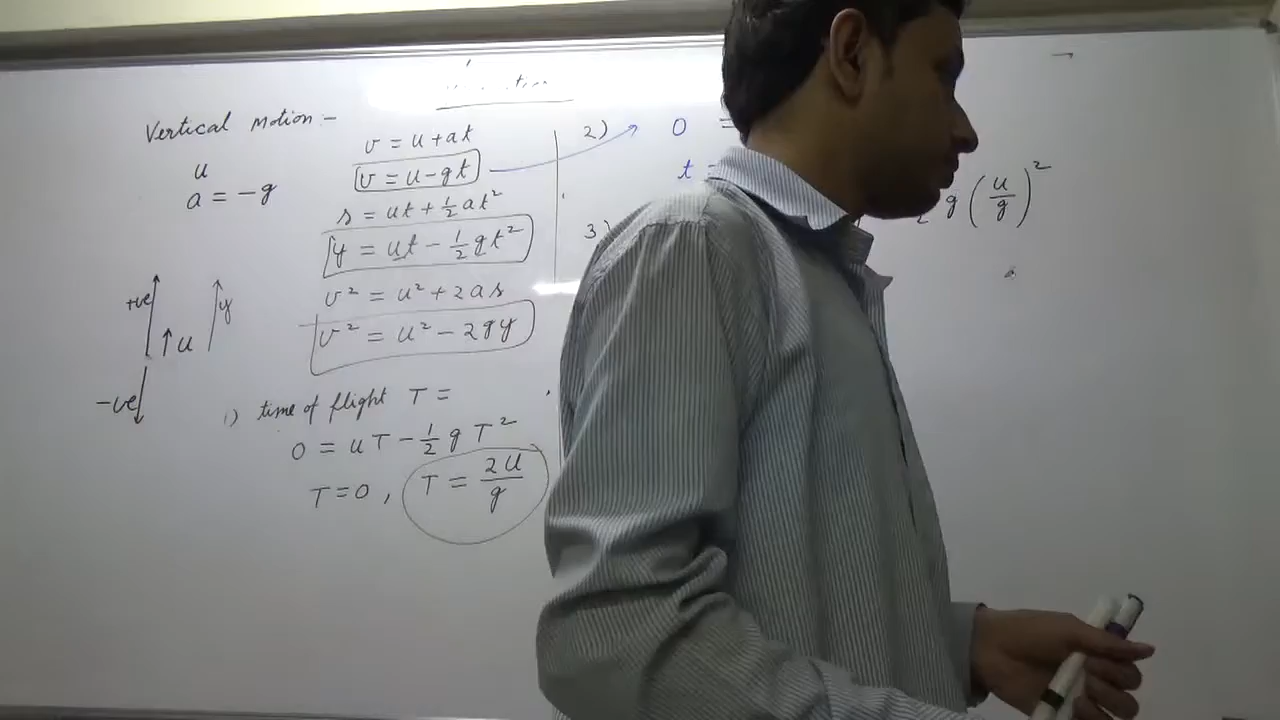 Vertical Motion :-
u
a = -g
+ve
↑u
y
-ve
v = u + at
v = u - gt
s = ut + ½at²
y = ut - ½gt²
v² = u² + 2as
v² = u² - 2gy
1) time of flight T =
0 = uT - ½gT²
T = 0, T = 2u/g
2) 0 =
t =
3)
g(u/g)²